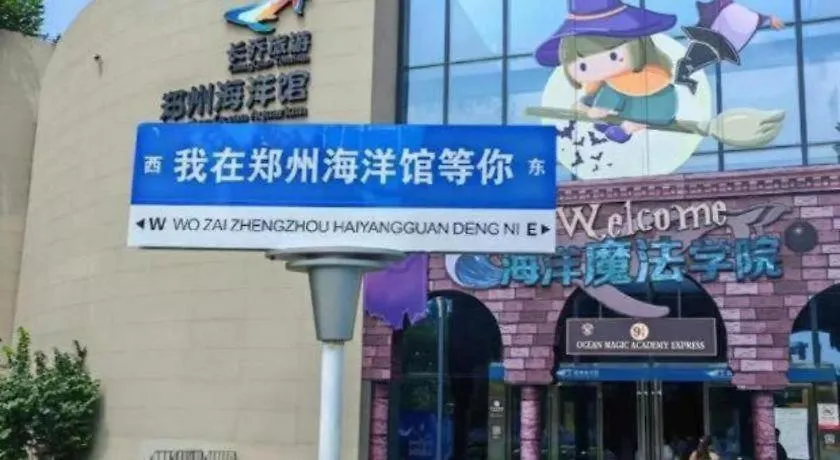 长乔旅游
郑州海洋馆
西 我在郑州海洋馆等你 东
W WO ZAI ZHENGZHOU HAIYANGGUAN DENG NI E
Welcome
海洋魔法学院
OCEAN MAGIC ACADEMY EXPRESS